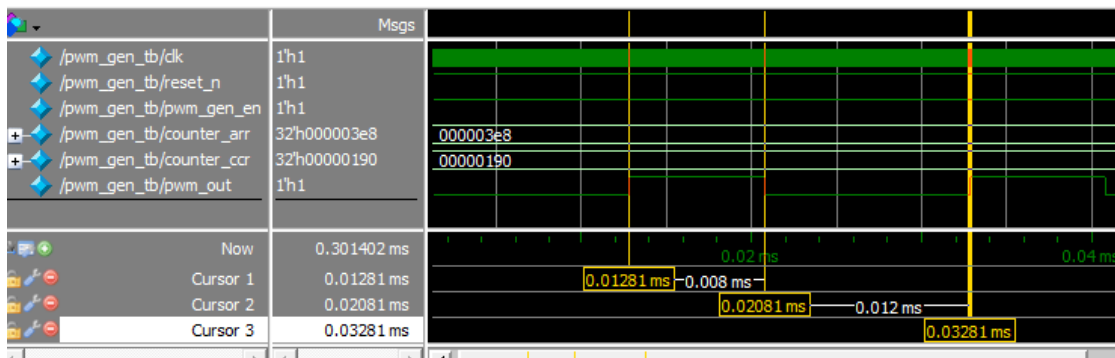 Msgs
/pwm_gen_tb/clk 1'h1
/pwm_gen_tb/reset_n 1'h1
/pwm_gen_tb/pwm_gen_en 1'h1
/pwm_gen_tb/counter_arr 32'h000003e8 000003e8
/pwm_gen_tb/counter_ccr 32'h00000190 00000190
/pwm_gen_tb/pwm_out 1'h1
Now 0.301402 ms 0.02 ms 0.04 ms
Cursor 1 0.01281 ms 0.01281 ms 0.008 ms
Cursor 2 0.02081 ms 0.02081 ms 0.012 ms
Cursor 3 0.03281 ms 0.03281 ms